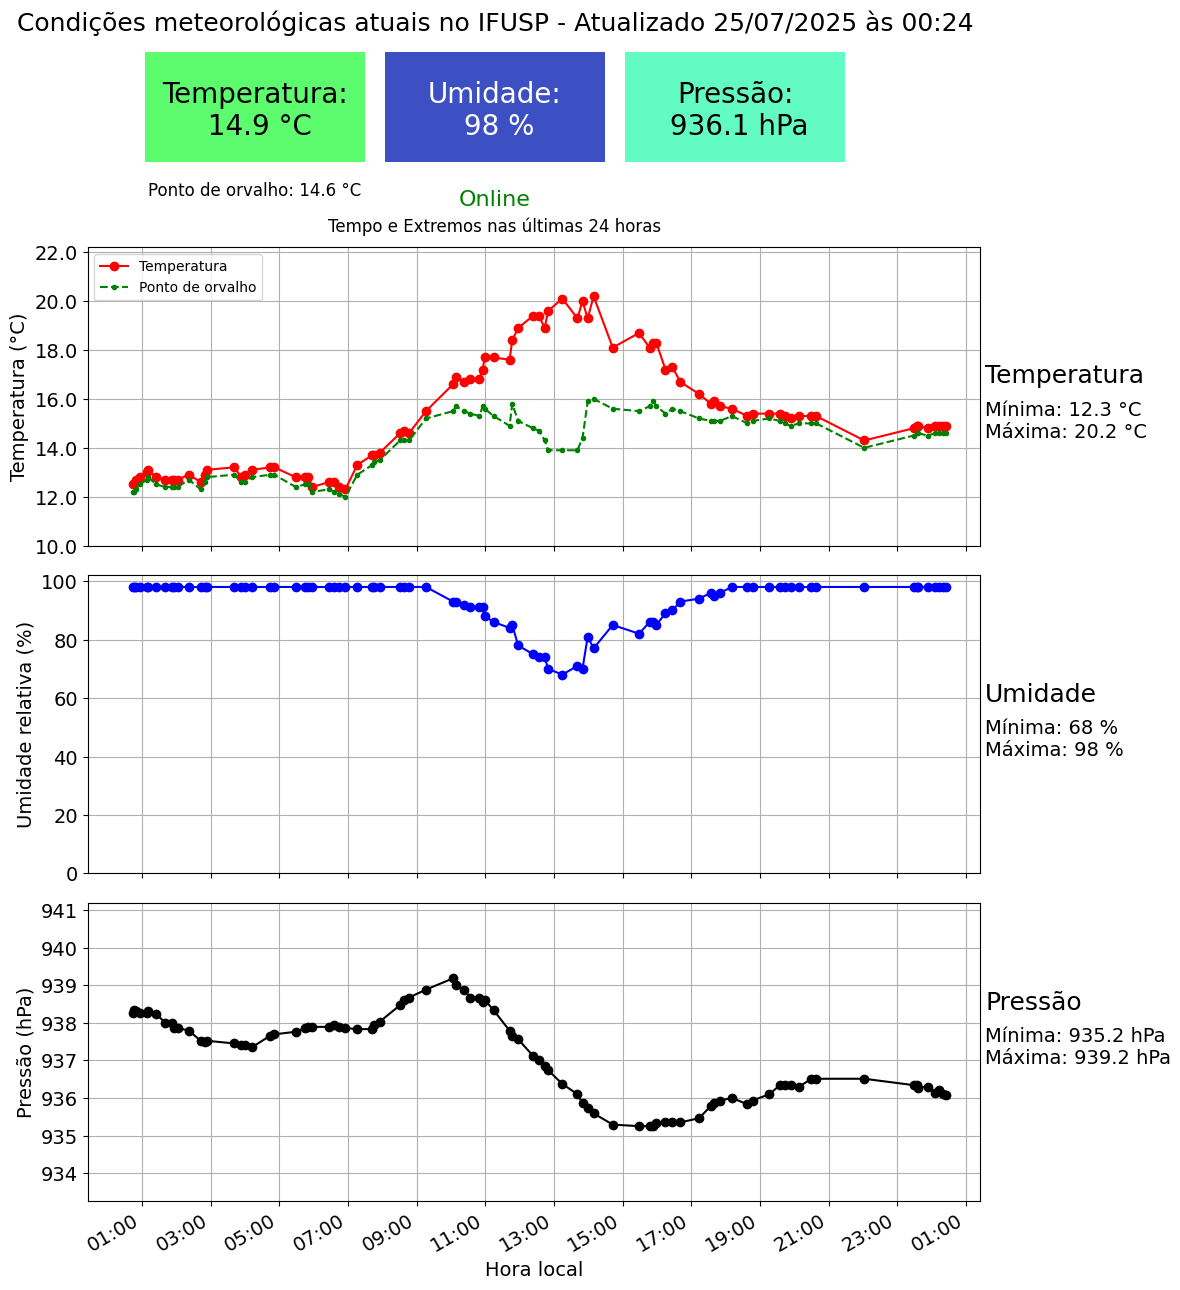 Condições meteorológicas atuais no IFUSP - Atualizado 25/07/2025 às 00:24
Temperatura:
14.9 °C
Umidade:
98 %
Pressão:
936.1 hPa
Ponto de orvalho: 14.6 °C
Online
Tempo e Extremos nas últimas 24 horas
22.0
20.0
18.0
16.0
14.0
12.0
10.0
Temperatura (°C)
Temperatura
Ponto de orvalho
Temperatura
Mínima: 12.3 °C
Máxima: 20.2 °C
100
80
60
40
20
0
Umidade relativa (%)
Umidade
Mínima: 68 %
Máxima: 98 %
941
940
939
938
937
936
935
934
Pressão (hPa)
Pressão
Mínima: 935.2 hPa
Máxima: 939.2 hPa
01:00 03:00 05:00 07:00 09:00 11:00 13:00 15:00 17:00 19:00 21:00 23:00 01:00
Hora local